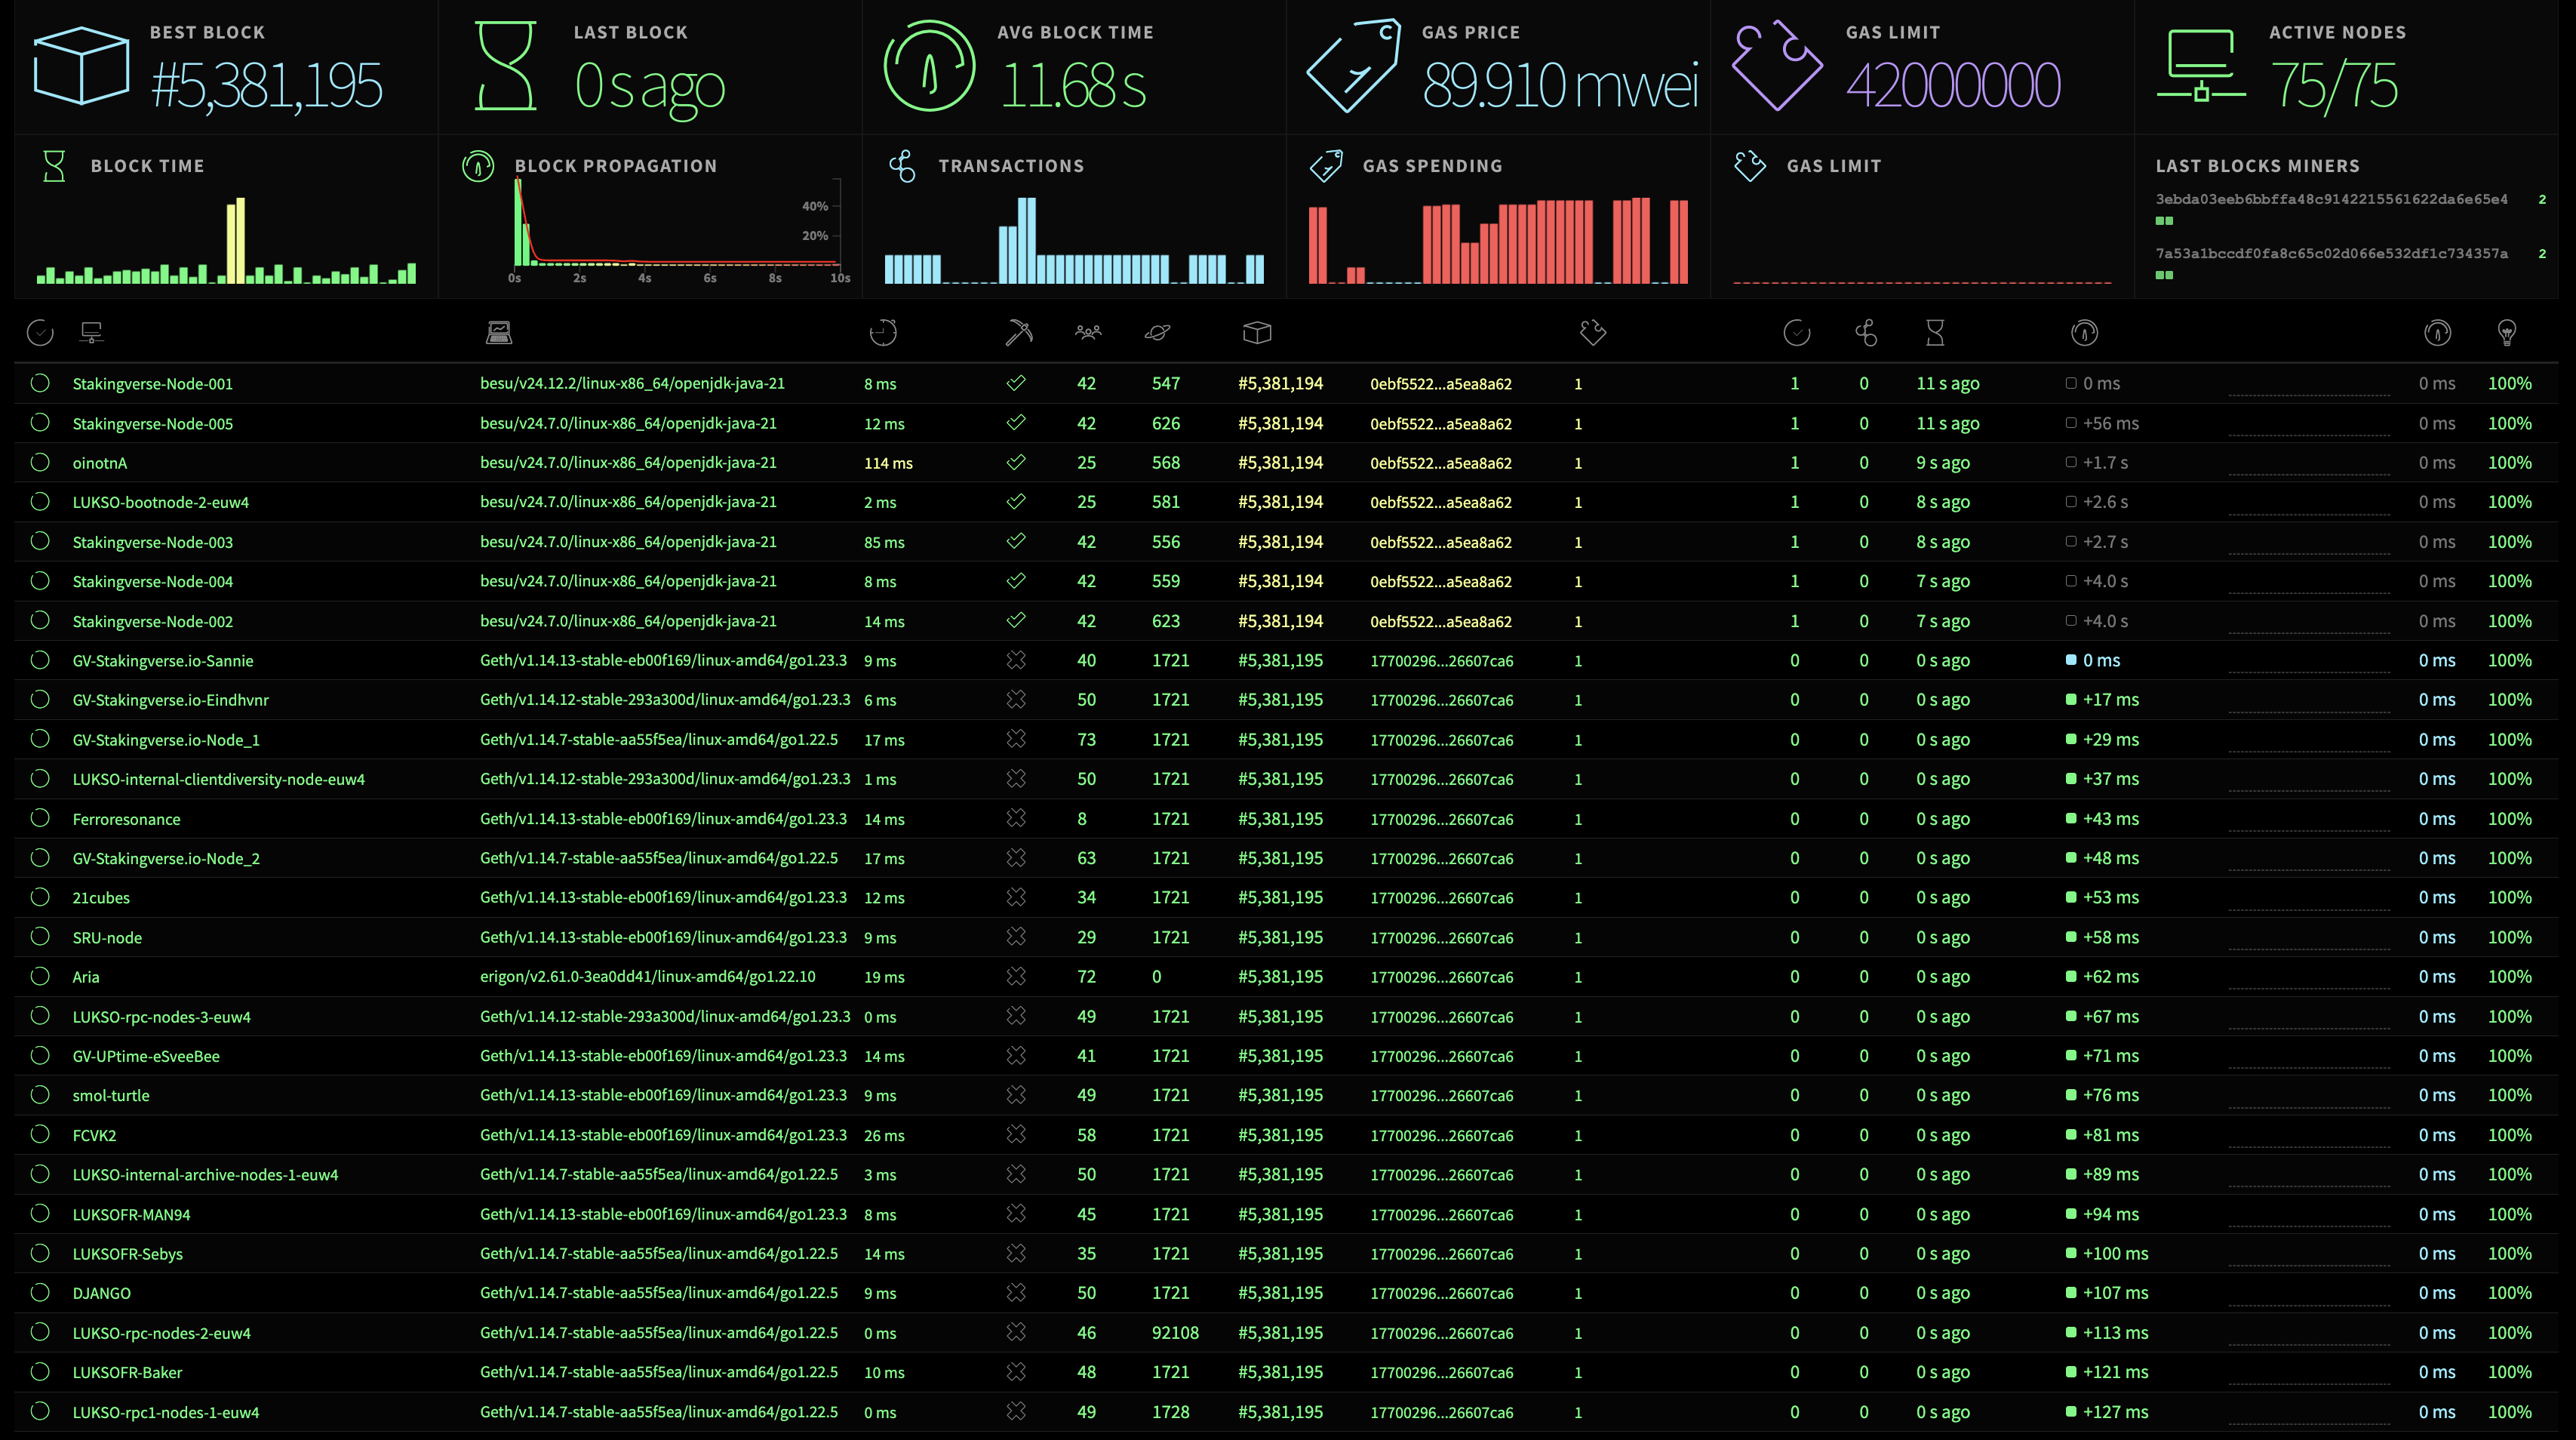 BEST BLOCK
#5,381,195
LAST BLOCK
0 s ago
AVG BLOCK TIME
11.68 s
GAS PRICE
89.910 mwei
GAS LIMIT
42000000
ACTIVE NODES
75/75
BLOCK TIME
BLOCK PROPAGATION
40%
20%
0s 2s 4s 6s 8s 10s
TRANSACTIONS
GAS SPENDING
GAS LIMIT
LAST BLOCKS MINERS
3ebda03eeb6bbffa48c9142215561622da6e65e4 2
7a53a1bccdf0fa8c65c02d066e532df1c734357a 2
Stakingverse-Node-001 besu/v24.12.2/linux-x86_64/openjdk-java-21 8 ms 42 547 #5,381,194 0ebf5522...a5ea8a62 1 1 0 11 s ago 0 ms 0 ms 100%
Stakingverse-Node-005 besu/v24.7.0/linux-x86_64/openjdk-java-21 12 ms 42 626 #5,381,194 0ebf5522...a5ea8a62 1 1 0 11 s ago +56 ms 0 ms 100%
oinotnA besu/v24.7.0/linux-x86_64/openjdk-java-21 114 ms 25 568 #5,381,194 0ebf5522...a5ea8a62 1 1 0 9 s ago +1.7 s 0 ms 100%
LUKSO-bootnode-2-euw4 besu/v24.7.0/linux-x86_64/openjdk-java-21 2 ms 25 581 #5,381,194 0ebf5522...a5ea8a62 1 1 0 8 s ago +2.6 s 0 ms 100%
Stakingverse-Node-003 besu/v24.7.0/linux-x86_64/openjdk-java-21 85 ms 42 556 #5,381,194 0ebf5522...a5ea8a62 1 1 0 8 s ago +2.7 s 0 ms 100%
Stakingverse-Node-004 besu/v24.7.0/linux-x86_64/openjdk-java-21 8 ms 42 559 #5,381,194 0ebf5522...a5ea8a62 1 1 0 7 s ago +4.0 s 0 ms 100%
Stakingverse-Node-002 besu/v24.7.0/linux-x86_64/openjdk-java-21 14 ms 42 623 #5,381,194 0ebf5522...a5ea8a62 1 1 0 7 s ago +4.0 s 0 ms 100%
GV-Stakingverse.io-Sannie Geth/v1.14.13-stable-eb00f169/linux-amd64/go1.23.3 9 ms 40 1721 #5,381,195 17700296...26607ca6 1 0 0 0 s ago 0 ms 0 ms 100%
GV-Stakingverse.io-Eindhvnr Geth/v1.14.12-stable-293a300d/linux-amd64/go1.23.3 6 ms 50 1721 #5,381,195 17700296...26607ca6 1 0 0 0 s ago +17 ms 0 ms 100%
GV-Stakingverse.io-Node_1 Geth/v1.14.7-stable-aa55f5ea/linux-amd64/go1.22.5 17 ms 73 1721 #5,381,195 17700296...26607ca6 1 0 0 0 s ago +29 ms 0 ms 100%
LUKSO-internal-clientdiversity-node-euw4 Geth/v1.14.12-stable-293a300d/linux-amd64/go1.23.3 1 ms 50 1721 #5,381,195 17700296...26607ca6 1 0 0 0 s ago +37 ms 0 ms 100%
Ferroresonance Geth/v1.14.13-stable-eb00f169/linux-amd64/go1.23.3 14 ms 8 1721 #5,381,195 17700296...26607ca6 1 0 0 0 s ago +43 ms 0 ms 100%
GV-Stakingverse.io-Node_2 Geth/v1.14.7-stable-aa55f5ea/linux-amd64/go1.22.5 17 ms 63 1721 #5,381,195 17700296...26607ca6 1 0 0 0 s ago +48 ms 0 ms 100%
21cubes Geth/v1.14.13-stable-eb00f169/linux-amd64/go1.23.3 12 ms 34 1721 #5,381,195 17700296...26607ca6 1 0 0 0 s ago +53 ms 0 ms 100%
SRU-node Geth/v1.14.13-stable-eb00f169/linux-amd64/go1.23.3 9 ms 29 1721 #5,381,195 17700296...26607ca6 1 0 0 0 s ago +58 ms 0 ms 100%
Aria erigon/v2.61.0-3ea0dd41/linux-amd64/go1.22.10 19 ms 72 0 #5,381,195 17700296...26607ca6 1 0 0 0 s ago +62 ms 0 ms 100%
LUKSO-rpc-nodes-3-euw4 Geth/v1.14.12-stable-293a300d/linux-amd64/go1.23.3 0 ms 49 1721 #5,381,195 17700296...26607ca6 1 0 0 0 s ago +67 ms 0 ms 100%
GV-UPtime-eSveeBee Geth/v1.14.13-stable-eb00f169/linux-amd64/go1.23.3 14 ms 41 1721 #5,381,195 17700296...26607ca6 1 0 0 0 s ago +71 ms 0 ms 100%
smol-turtle Geth/v1.14.13-stable-eb00f169/linux-amd64/go1.23.3 9 ms 49 1721 #5,381,195 17700296...26607ca6 1 0 0 0 s ago +76 ms 0 ms 100%
FCVK2 Geth/v1.14.13-stable-eb00f169/linux-amd64/go1.23.3 26 ms 58 1721 #5,381,195 17700296...26607ca6 1 0 0 0 s ago +81 ms 0 ms 100%
LUKSO-internal-archive-nodes-1-euw4 Geth/v1.14.7-stable-aa55f5ea/linux-amd64/go1.22.5 3 ms 50 1721 #5,381,195 17700296...26607ca6 1 0 0 0 s ago +89 ms 0 ms 100%
LUKSOFR-MAN94 Geth/v1.14.13-stable-eb00f169/linux-amd64/go1.23.3 8 ms 45 1721 #5,381,195 17700296...26607ca6 1 0 0 0 s ago +94 ms 0 ms 100%
LUKSOFR-Sebys Geth/v1.14.7-stable-aa55f5ea/linux-amd64/go1.22.5 14 ms 35 1721 #5,381,195 17700296...26607ca6 1 0 0 0 s ago +100 ms 0 ms 100%
DJANGO Geth/v1.14.7-stable-aa55f5ea/linux-amd64/go1.22.5 9 ms 50 1721 #5,381,195 17700296...26607ca6 1 0 0 0 s ago +107 ms 0 ms 100%
LUKSO-rpc-nodes-2-euw4 Geth/v1.14.7-stable-aa55f5ea/linux-amd64/go1.22.5 0 ms 46 92108 #5,381,195 17700296...26607ca6 1 0 0 0 s ago +113 ms 0 ms 100%
LUKSOFR-Baker Geth/v1.14.7-stable-aa55f5ea/linux-amd64/go1.22.5 10 ms 48 1721 #5,381,195 17700296...26607ca6 1 0 0 0 s ago +121 ms 0 ms 100%
LUKSO-rpc1-nodes-1-euw4 Geth/v1.14.7-stable-aa55f5ea/linux-amd64/go1.22.5 0 ms 49 1728 #5,381,195 17700296...26607ca6 1 0 0 0 s ago +127 ms 0 ms 100%